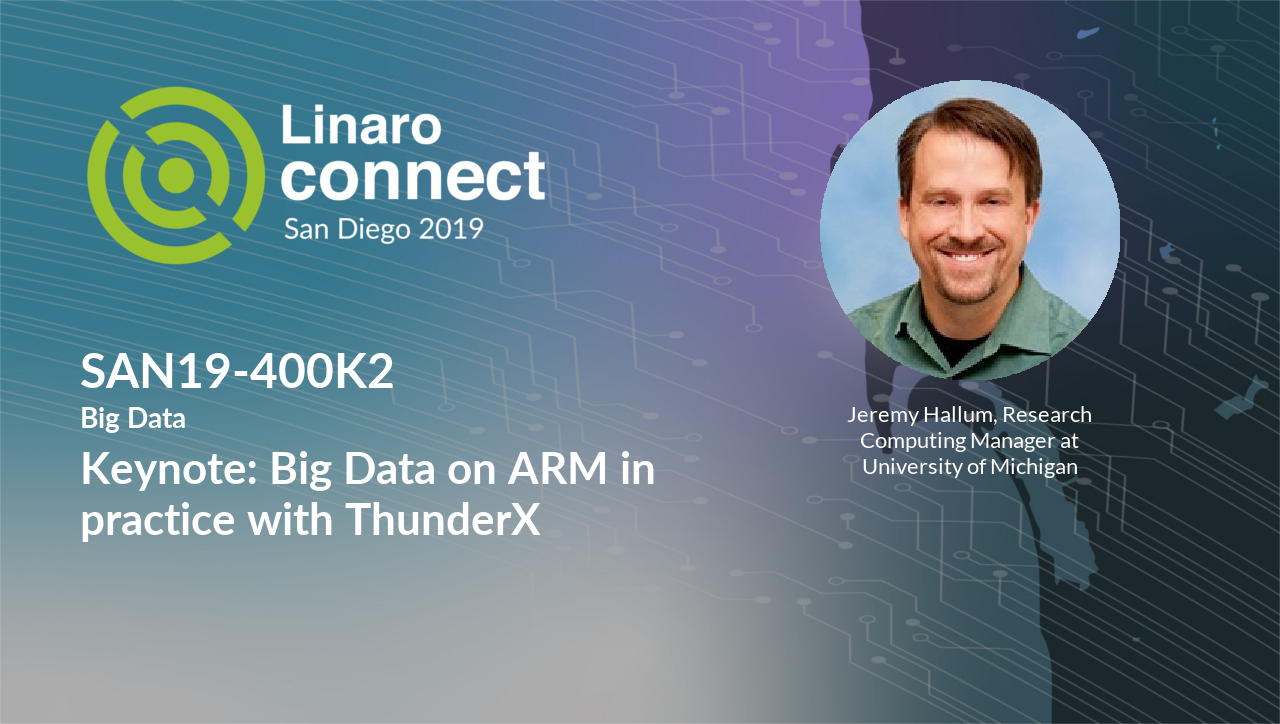 Linaro
connect
San Diego 2019
SAN19-400K2
Big Data
Keynote: Big Data on ARM in
practice with ThunderX
Jeremy Hallum, Research
Computing Manager at
University of Michigan